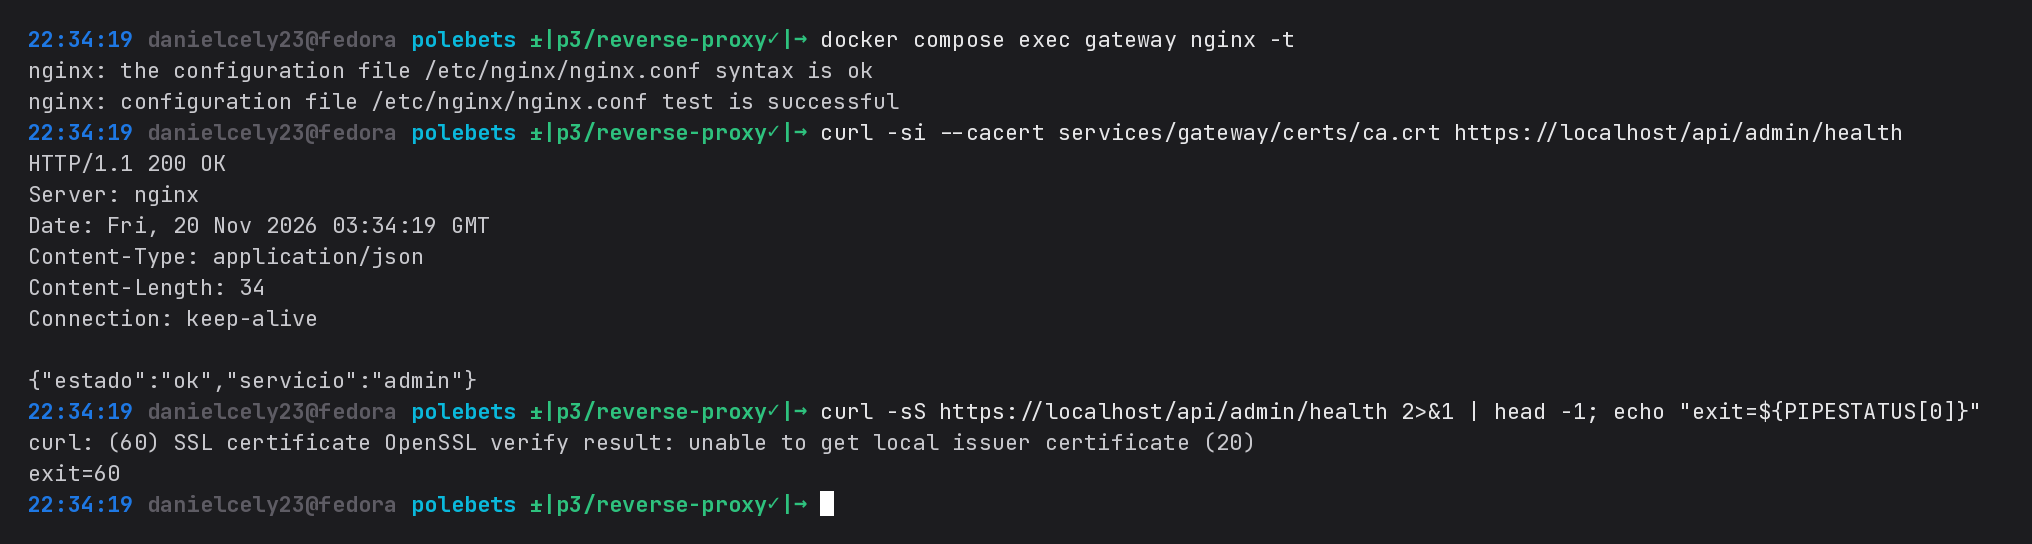 22:34:19 danielcely23@fedora polebets ±|p3/reverse-proxy✓|→ docker compose exec gateway nginx -t
nginx: the configuration file /etc/nginx/nginx.conf syntax is ok
nginx: configuration file /etc/nginx/nginx.conf test is successful
22:34:19 danielcely23@fedora polebets ±|p3/reverse-proxy✓|→ curl -si --cacert services/gateway/certs/ca.crt https://localhost/api/admin/health
HTTP/1.1 200 OK
Server: nginx
Date: Fri, 20 Nov 2026 03:34:19 GMT
Content-Type: application/json
Content-Length: 34
Connection: keep-alive

{"estado":"ok","servicio":"admin"}
22:34:19 danielcely23@fedora polebets ±|p3/reverse-proxy✓|→ curl -sS https://localhost/api/admin/health 2>&1 | head -1; echo "exit=${PIPESTATUS[0]}"
curl: (60) SSL certificate OpenSSL verify result: unable to get local issuer certificate (20)
exit=60
22:34:19 danielcely23@fedora polebets ±|p3/reverse-proxy✓|→